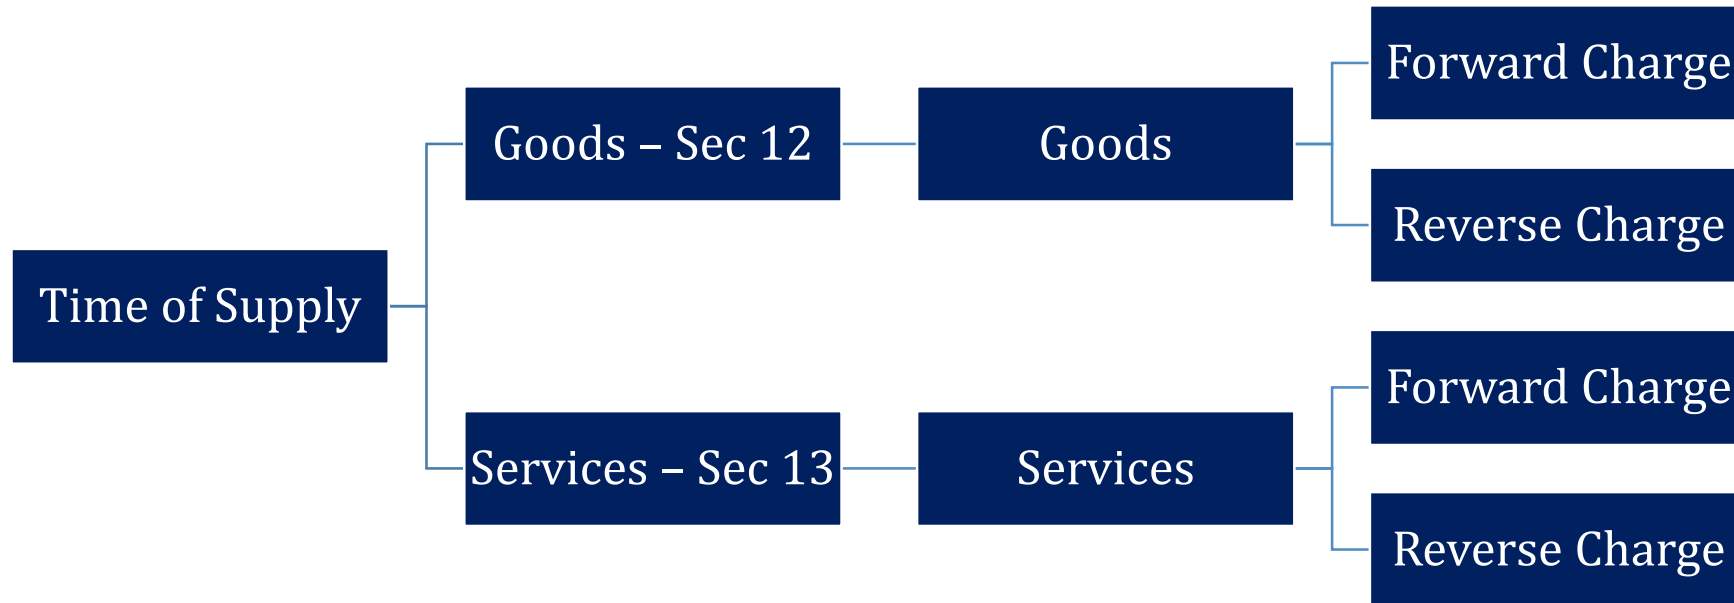 Time of Supply
Goods – Sec 12
Goods
Forward Charge
Reverse Charge
Services – Sec 13
Services
Forward Charge
Reverse Charge